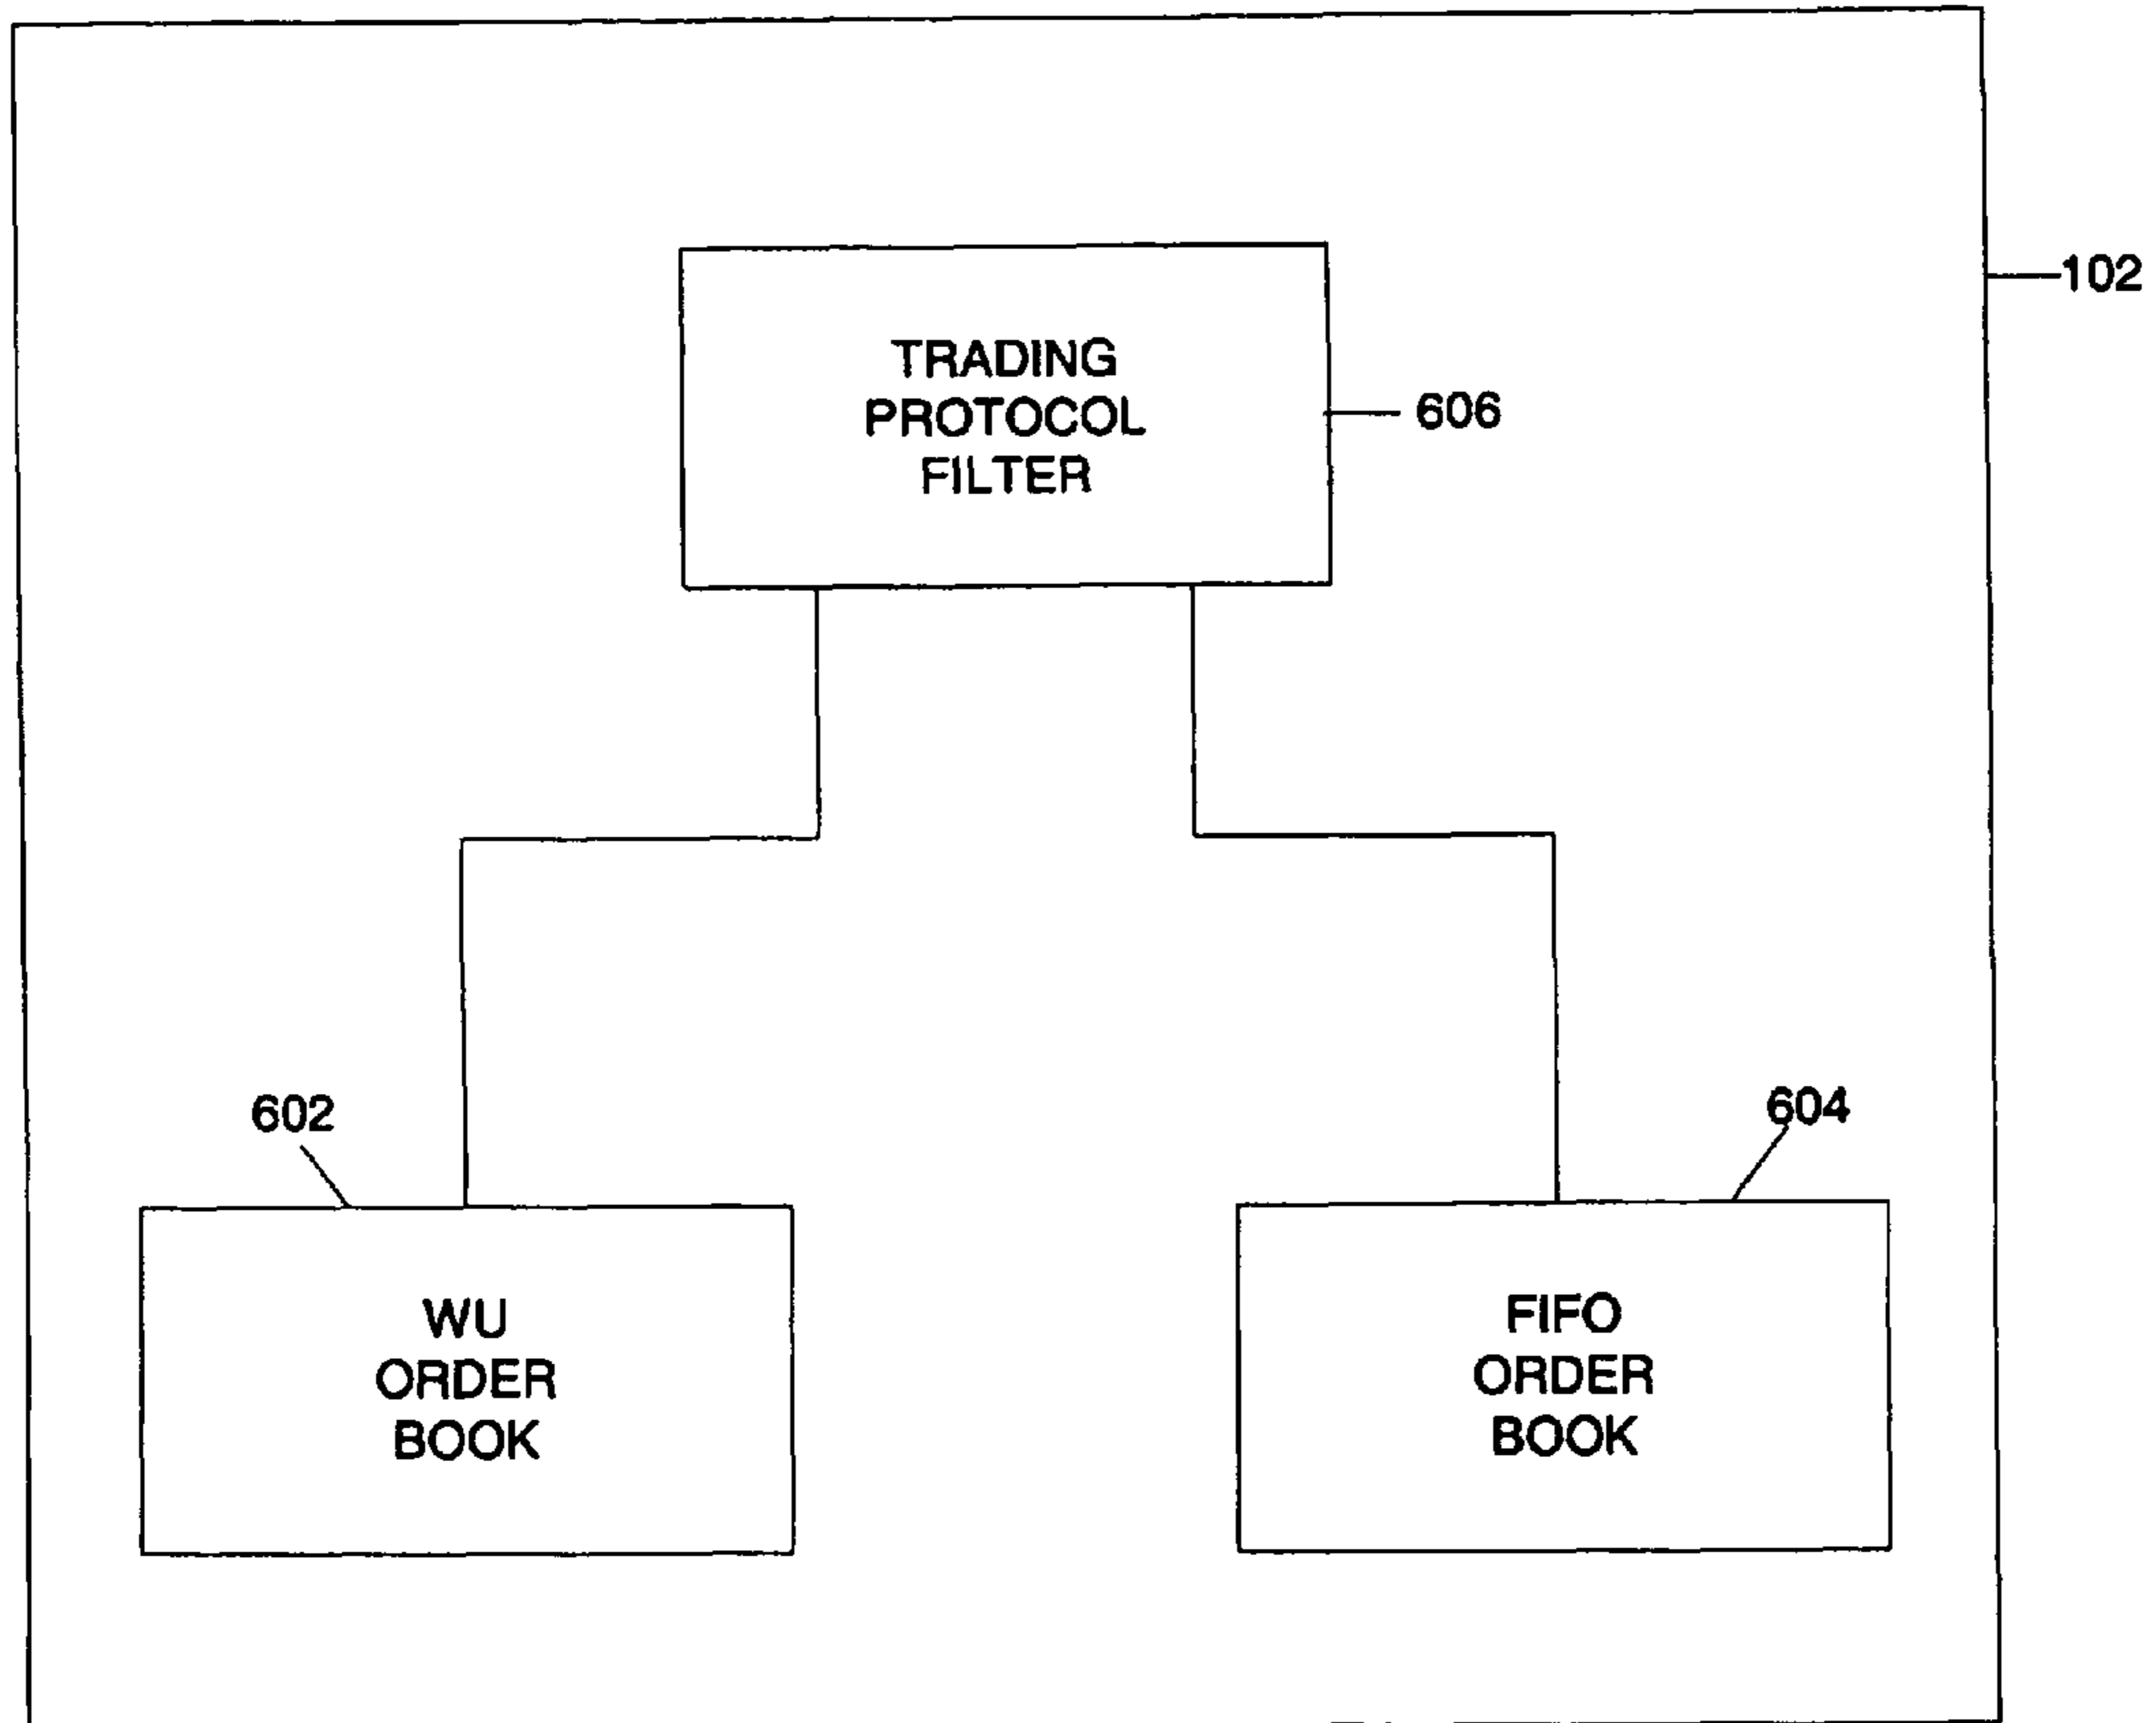 102
TRADING
PROTOCOL
FILTER
606
602
604
WU
ORDER
BOOK
FIFO
ORDER
BOOK